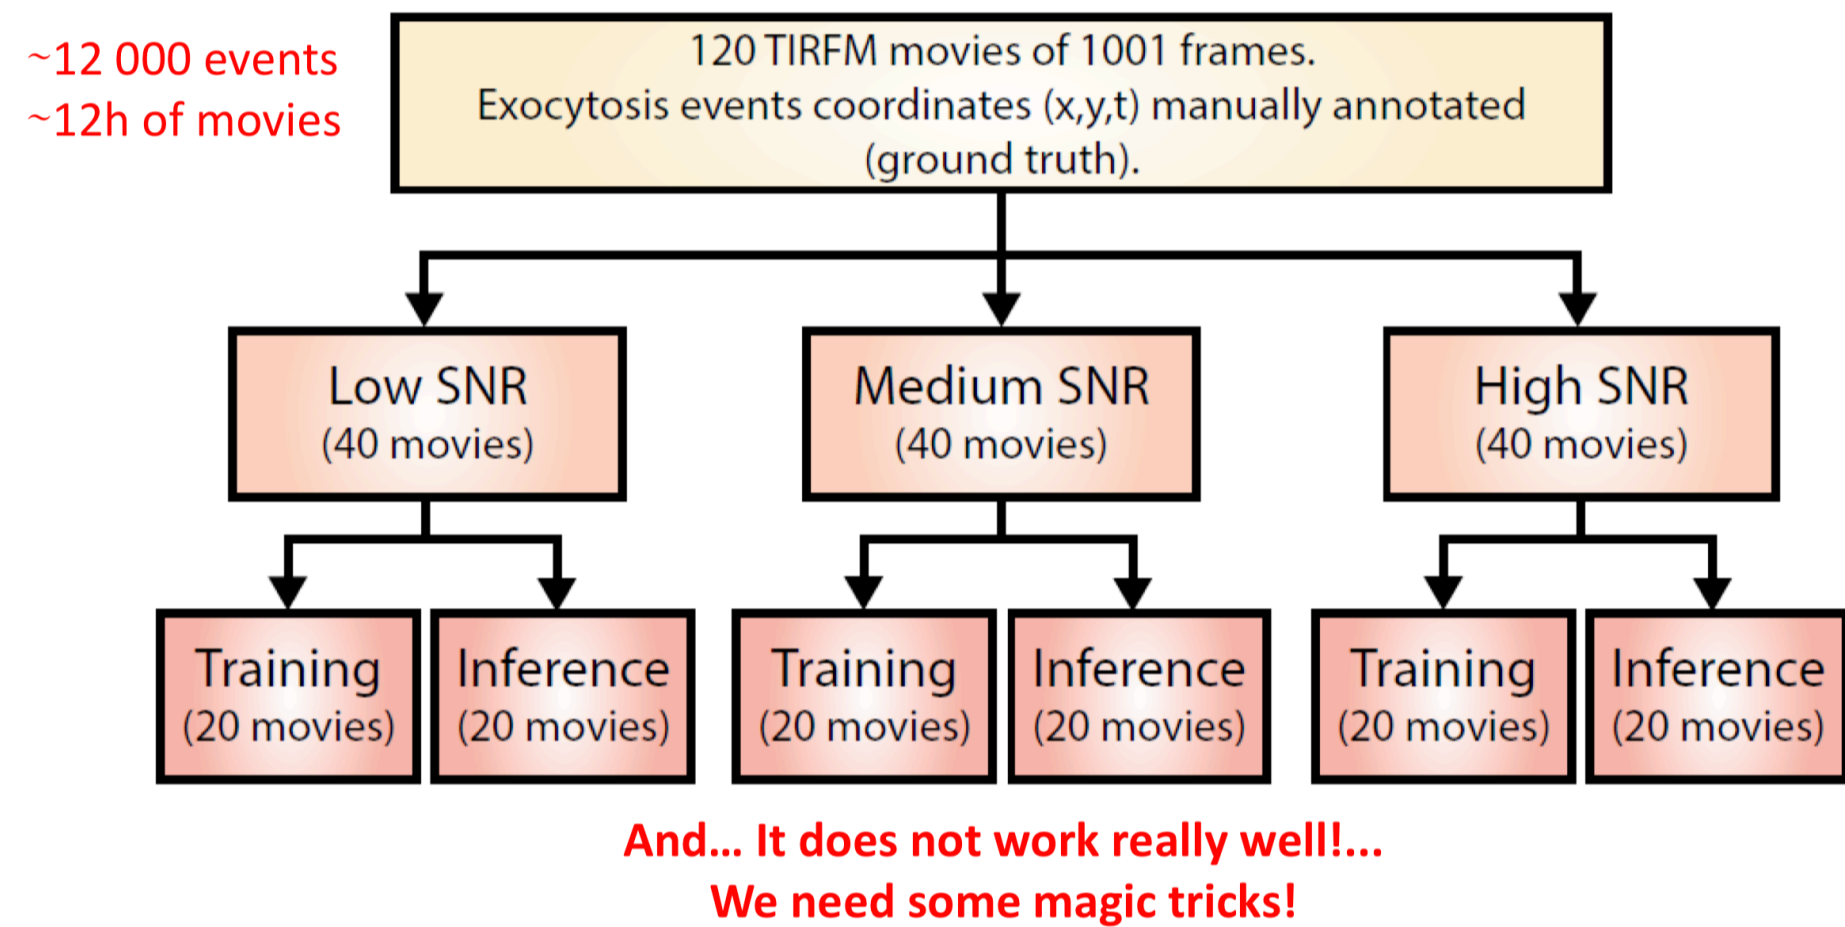 ~12 000 events
~12h of movies
120 TIRFM movies of 1001 frames.
Exocytosis events coordinates (x,y,t) manually annotated
(ground truth).
Low SNR
(40 movies)
Medium SNR
(40 movies)
High SNR
(40 movies)
Training
(20 movies)
Inference
(20 movies)
Training
(20 movies)
Inference
(20 movies)
Training
(20 movies)
Inference
(20 movies)
And... It does not work really well!...
We need some magic tricks!